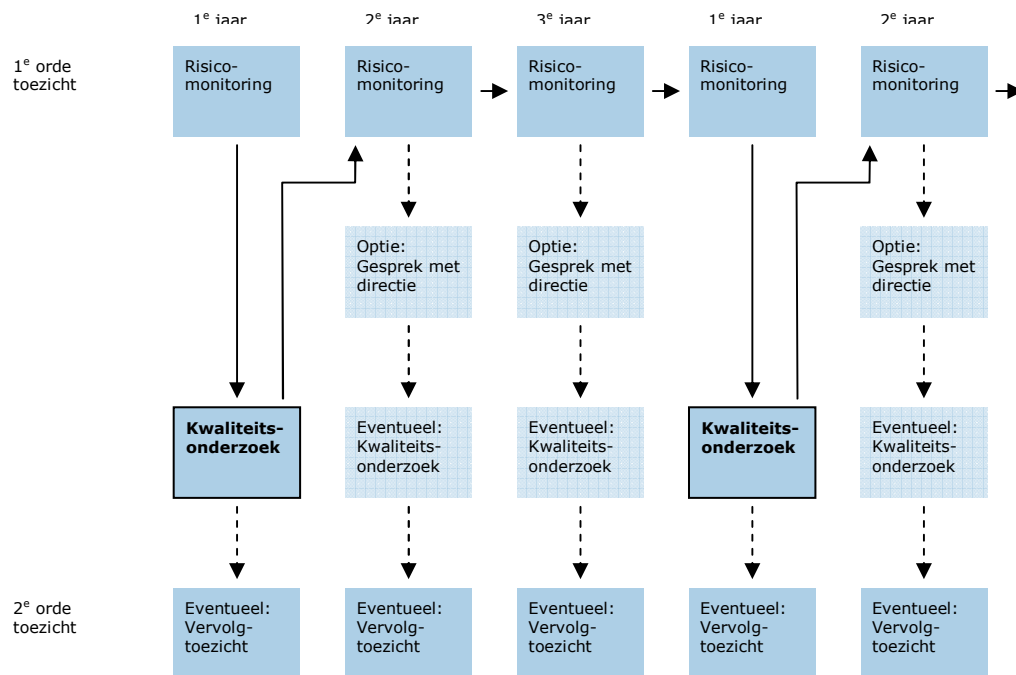 1e jaar 2e jaar 3e jaar 1e jaar 2e jaar
1e orde
toezicht
Risico-
monitoring
Risico-
monitoring
Risico-
monitoring
Risico-
monitoring
Risico-
monitoring
Optie:
Gesprek met
directie
Optie:
Gesprek met
directie
Optie:
Gesprek met
directie
Kwaliteits-
onderzoek
Eventueel:
Kwaliteits-
onderzoek
Eventueel:
Kwaliteits-
onderzoek
Kwaliteits-
onderzoek
Eventueel:
Kwaliteits-
onderzoek
2e orde
toezicht
Eventueel:
Vervolg-
toezicht
Eventueel:
Vervolg-
toezicht
Eventueel:
Vervolg-
toezicht
Eventueel:
Vervolg-
toezicht
Eventueel:
Vervolg-
toezicht